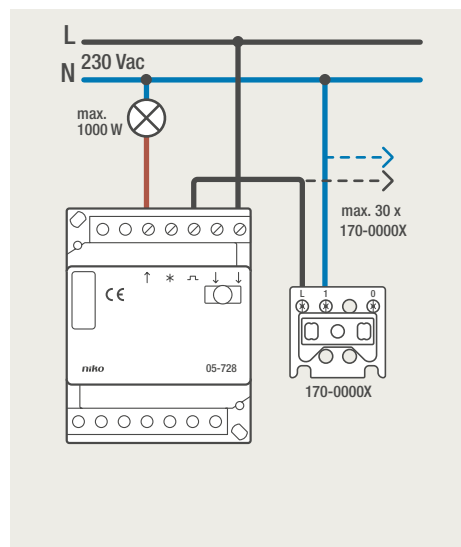 L
N 230 Vac
max.
1000 W
max. 30 x
170-0000X
L 1 0
↑ * ⎍ ↓ ↓
CE
niko 05-728
170-0000X